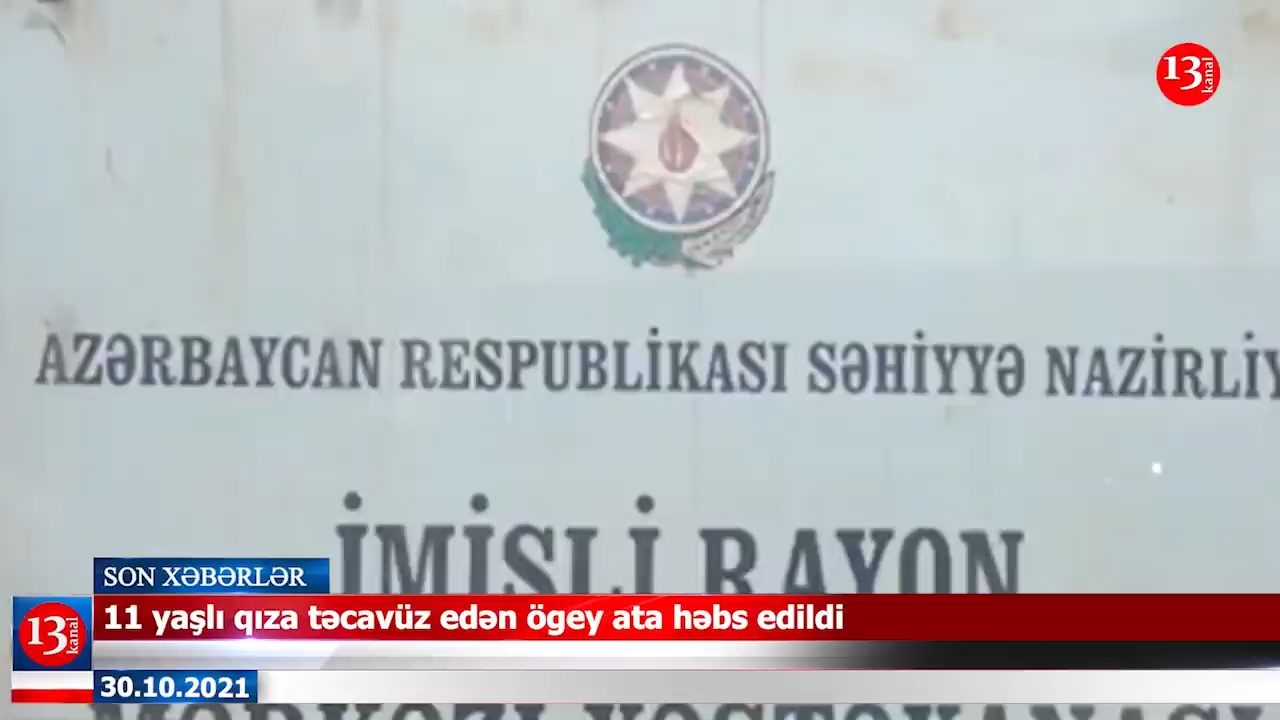 13 kanal
AZƏRBAYCAN RESPUBLİKASI SƏHİYYƏ NAZİRLİY
İMİŞLİ RAYON
SON XƏBƏRLƏR
11 yaşlı qıza təcavüz edən ögey ata həbs edildi
13 kanal
30.10.2021